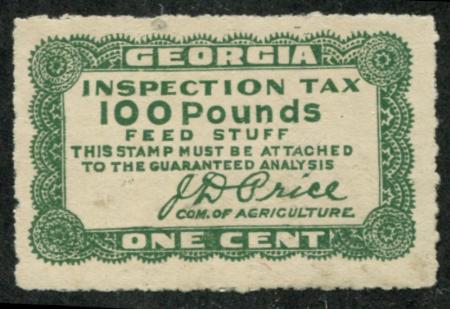 GEORGIA
INSPECTION TAX
100 Pounds
FEED STUFF
THIS STAMP MUST BE ATTACHED
TO THE GUARANTEED ANALYSIS
J D Price
COM. OF AGRICULTURE.
ONE CENT